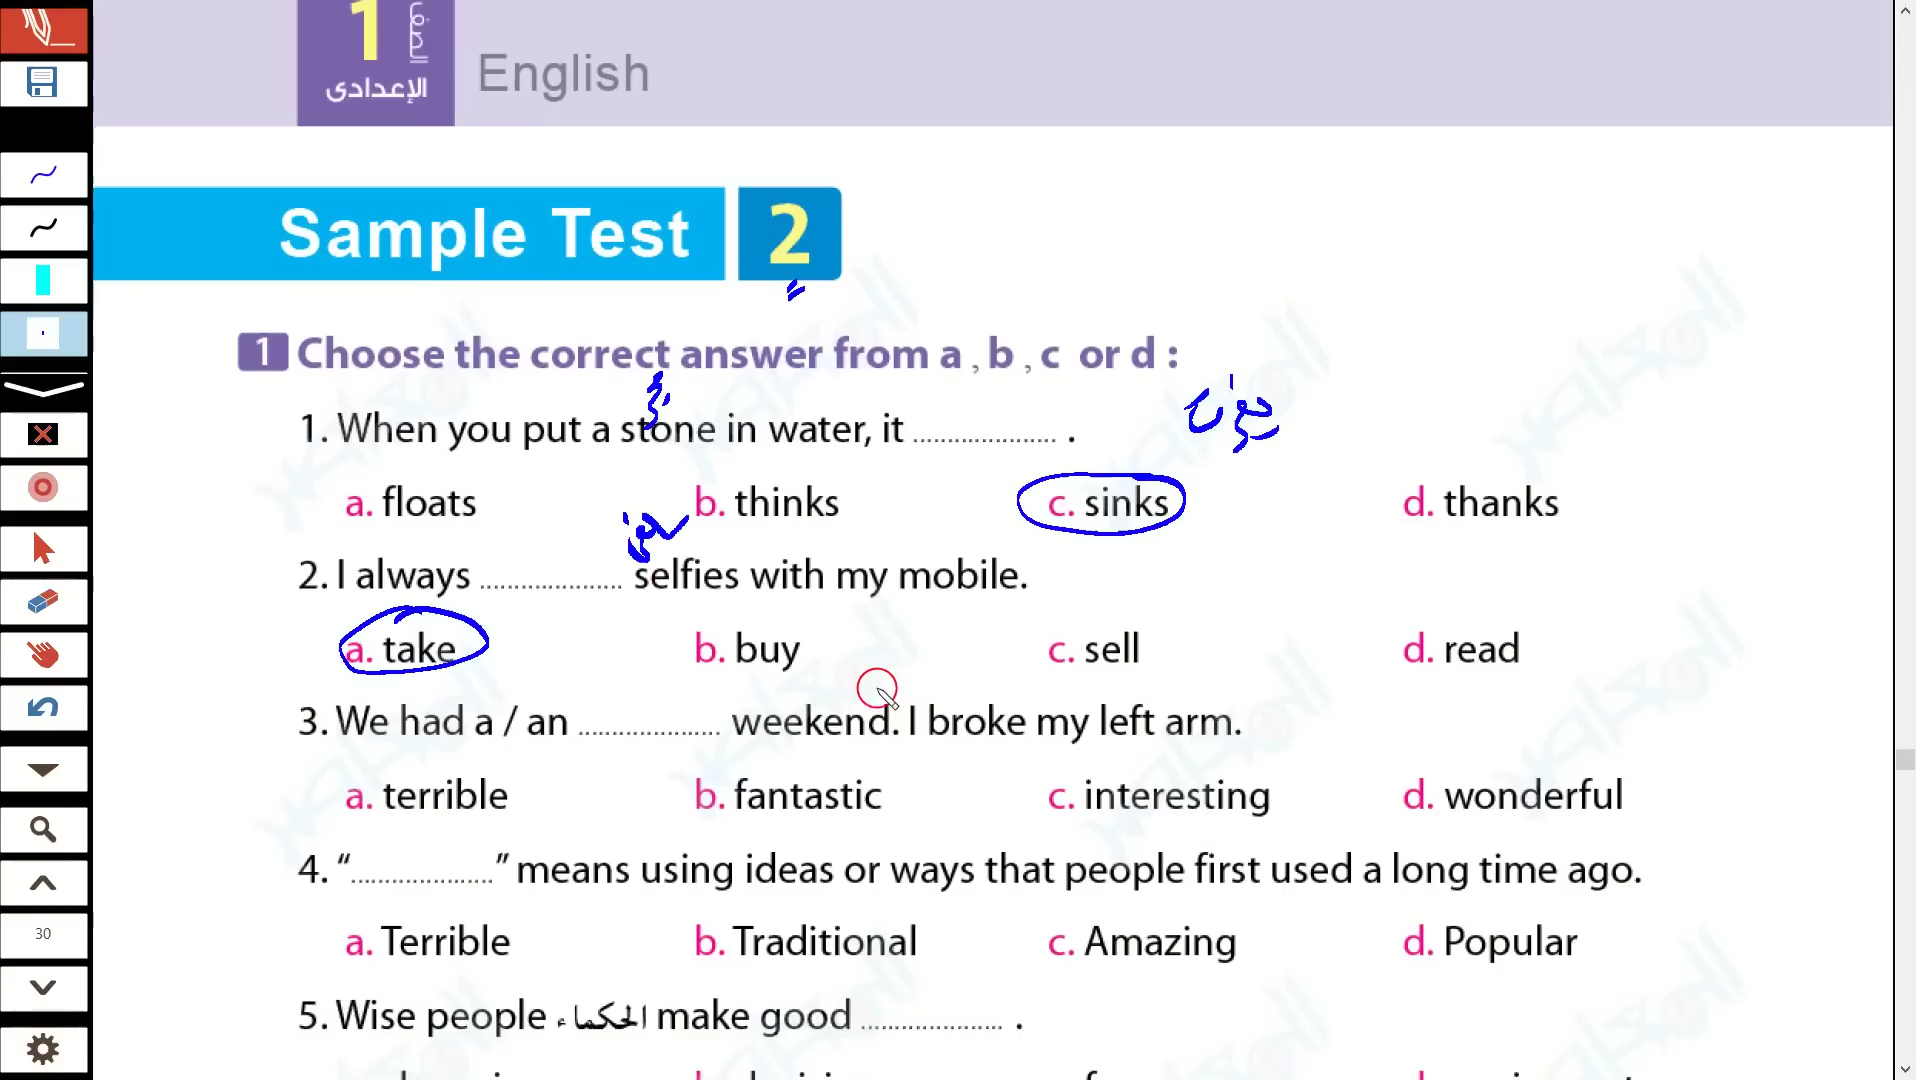 1
الصف
الإعدادى
English
Sample Test 2
1 Choose the correct answer from a , b , c or d :
1. When you put a stone in water, it ..................... .
a. floats b. thinks c. sinks d. thanks
2. I always ..................... selfies with my mobile.
a. take b. buy c. sell d. read
3. We had a / an ..................... weekend. I broke my left arm.
a. terrible b. fantastic c. interesting d. wonderful
4. “.....................” means using ideas or ways that people first used a long time ago.
a. Terrible b. Traditional c. Amazing d. Popular
5. Wise people الحكماء make good ..................... .
30